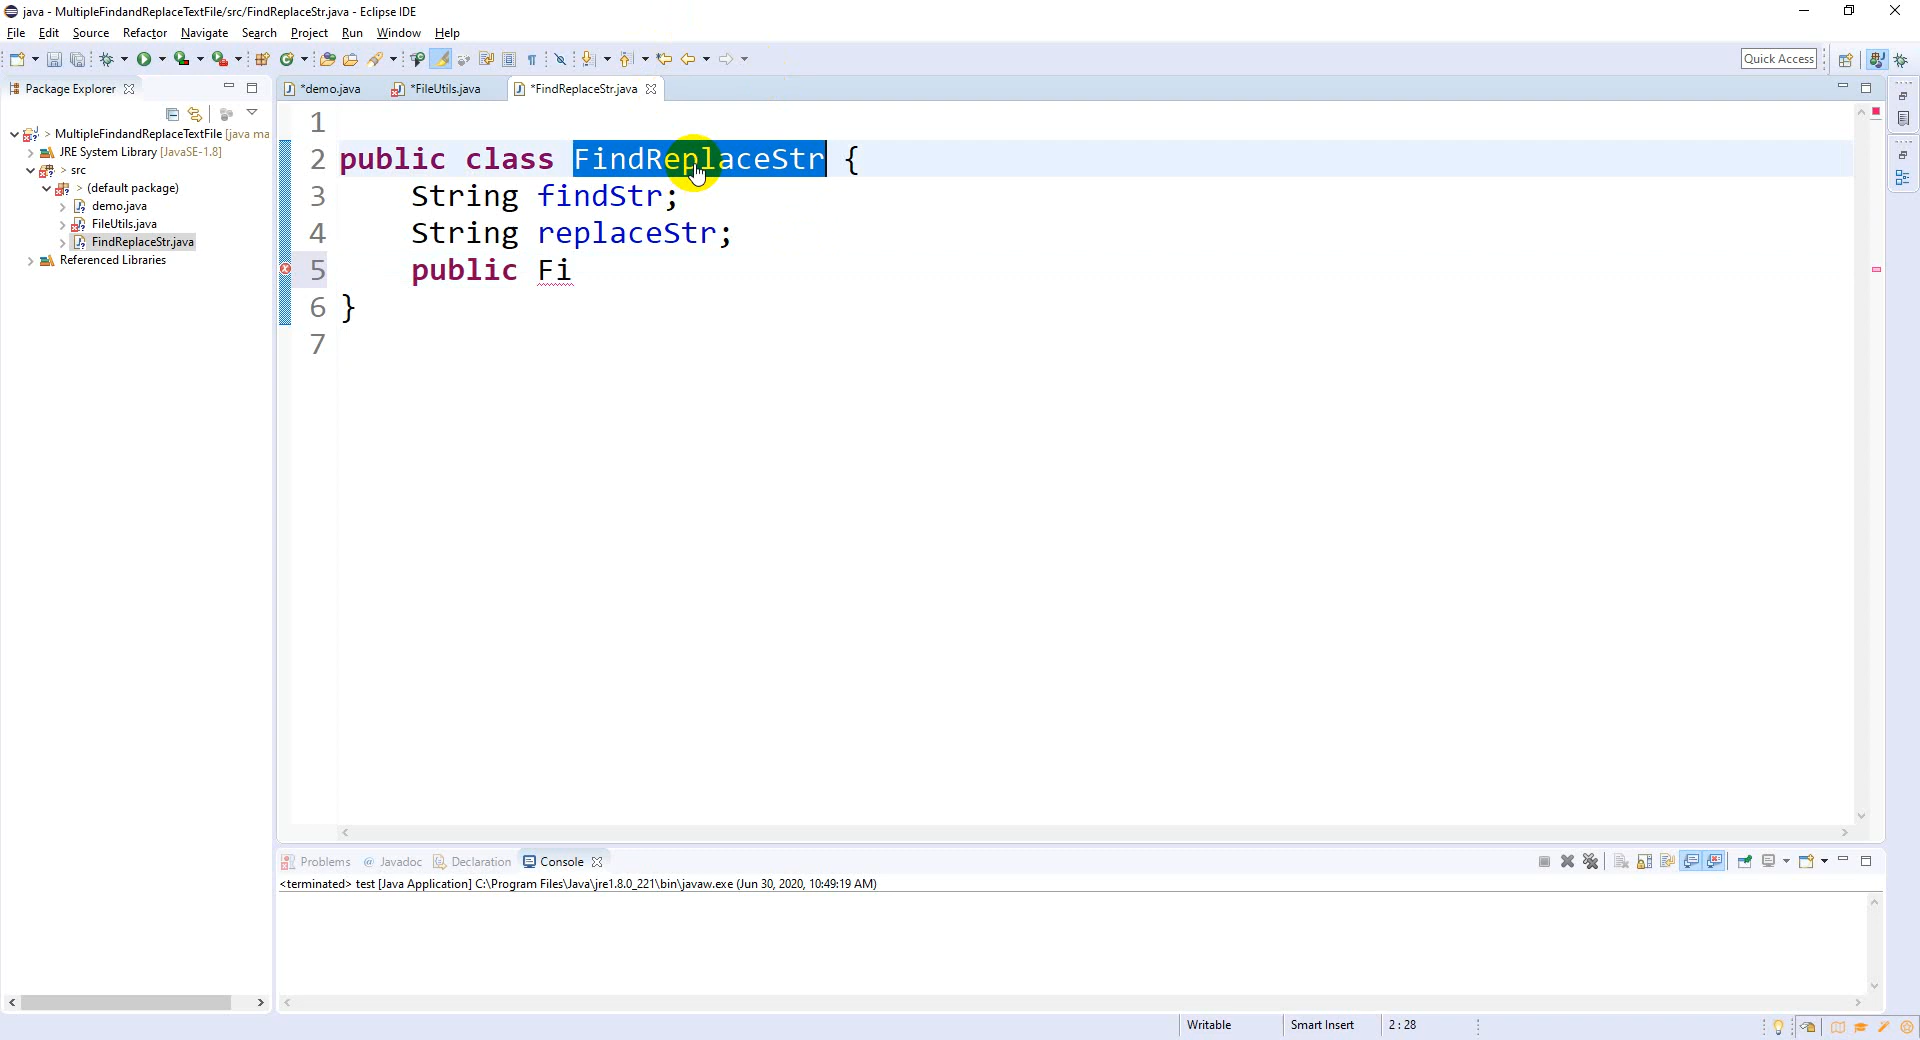 java - MultipleFindandReplaceTextFile/src/FindReplaceStr.java - Eclipse IDE
File Edit Source Refactor Navigate Search Project Run Window Help
Quick Access
Package Explorer
*demo.java *FileUtils.java *FindReplaceStr.java
> MultipleFindandReplaceTextFile [java ma
JRE System Library [JavaSE-1.8]
> src
> (default package)
demo.java
FileUtils.java
FindReplaceStr.java
Referenced Libraries
1
2 public class FindReplaceStr {
3 String findStr;
4 String replaceStr;
5 public Fi
6 }
7
Problems @ Javadoc Declaration Console
<terminated> test [Java Application] C:\Program Files\Java\jre1.8.0_221\bin\javaw.exe (Jun 30, 2020, 10:49:19 AM)
Writable Smart Insert 2 : 28